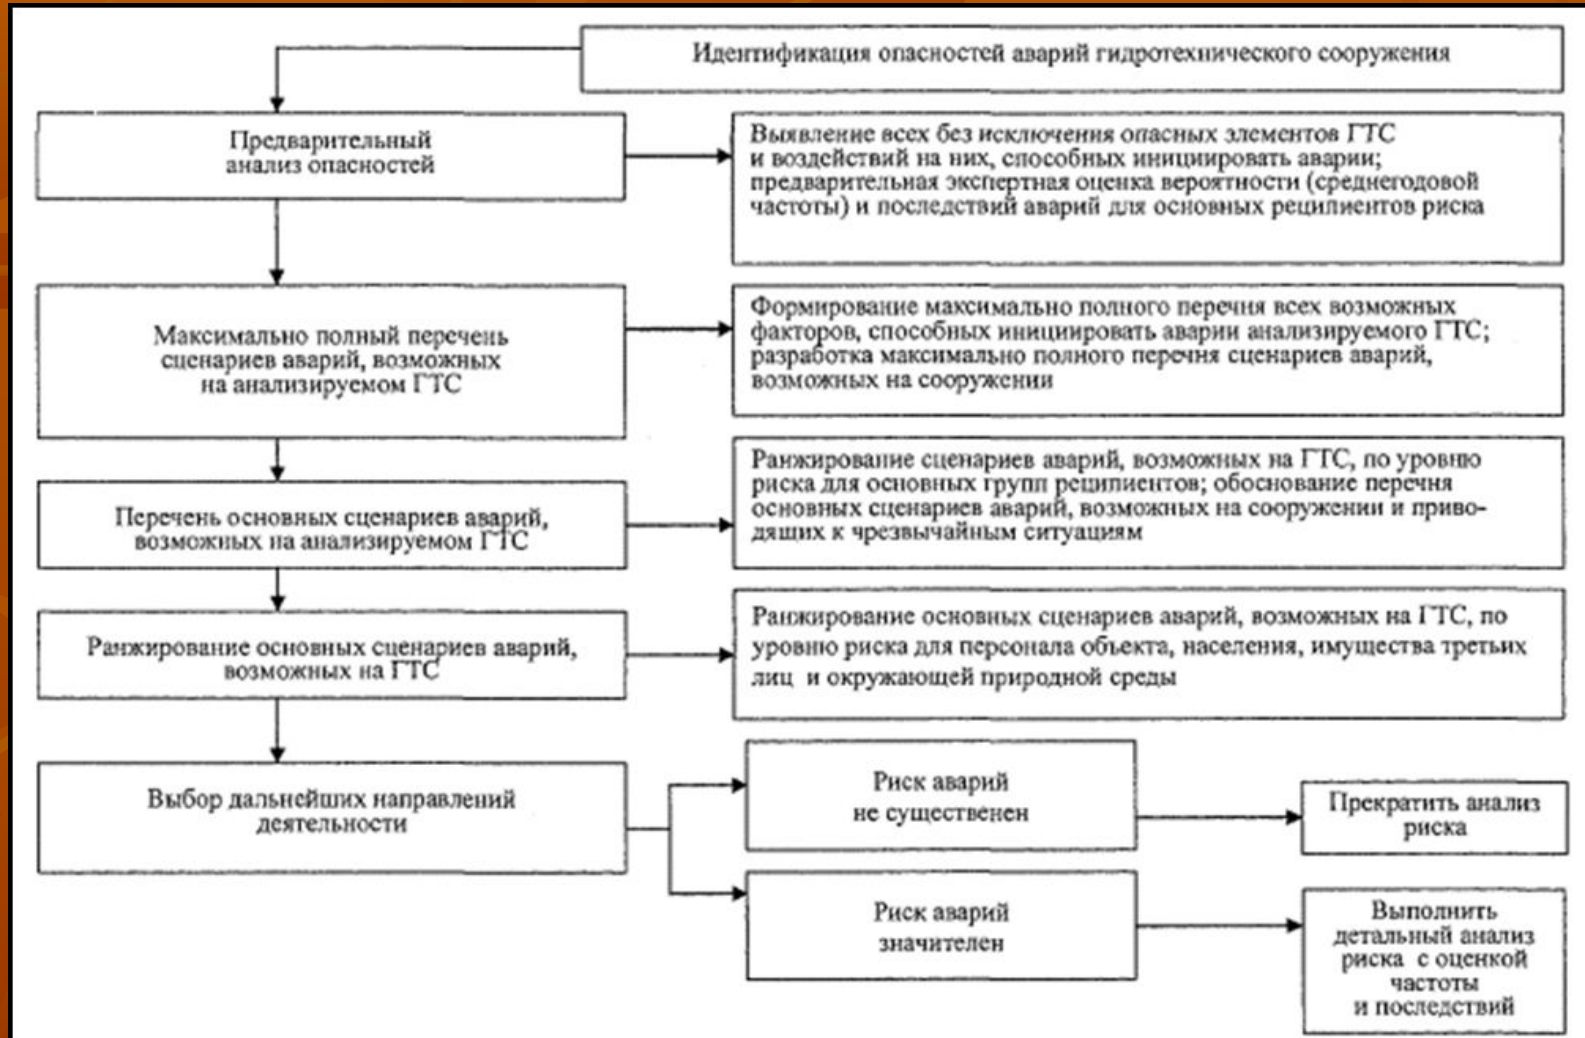 Идентификация опасностей аварий гидротехнического сооружения
Предварительный
анализ опасностей
Выявление всех без исключения опасных элементов ГТС
и воздействий на них, способных инициировать аварии;
предварительная экспертная оценка вероятности (среднегодовой
частоты) и последствий аварий для основных реципиентов риска
Максимально полный перечень
сценариев аварий, возможных
на анализируемом ГТС
Формирование максимально полного перечня всех возможных
факторов, способных инициировать аварии анализируемого ГТС;
разработка максимально полного перечня сценариев аварий,
возможных на сооружении
Перечень основных сценариев аварий,
возможных на анализируемом ГТС
Ранжирование сценариев аварий, возможных на ГТС, по уровню
риска для основных групп реципиентов; обоснование перечня
основных сценариев аварий, возможных на сооружении и приво-
дящих к чрезвычайным ситуациям
Ранжирование основных сценариев аварий,
возможных на ГТС
Ранжирование основных сценариев аварий, возможных на ГТС, по
уровню риска для персонала объекта, населения, имущества третьих
лиц и окружающей природной среды
Выбор дальнейших направлений
деятельности
Риск аварий
не существенен
Прекратить анализ
риска
Риск аварий
значителен
Выполнить
детальный анализ
риска с оценкой
частоты
и последствий